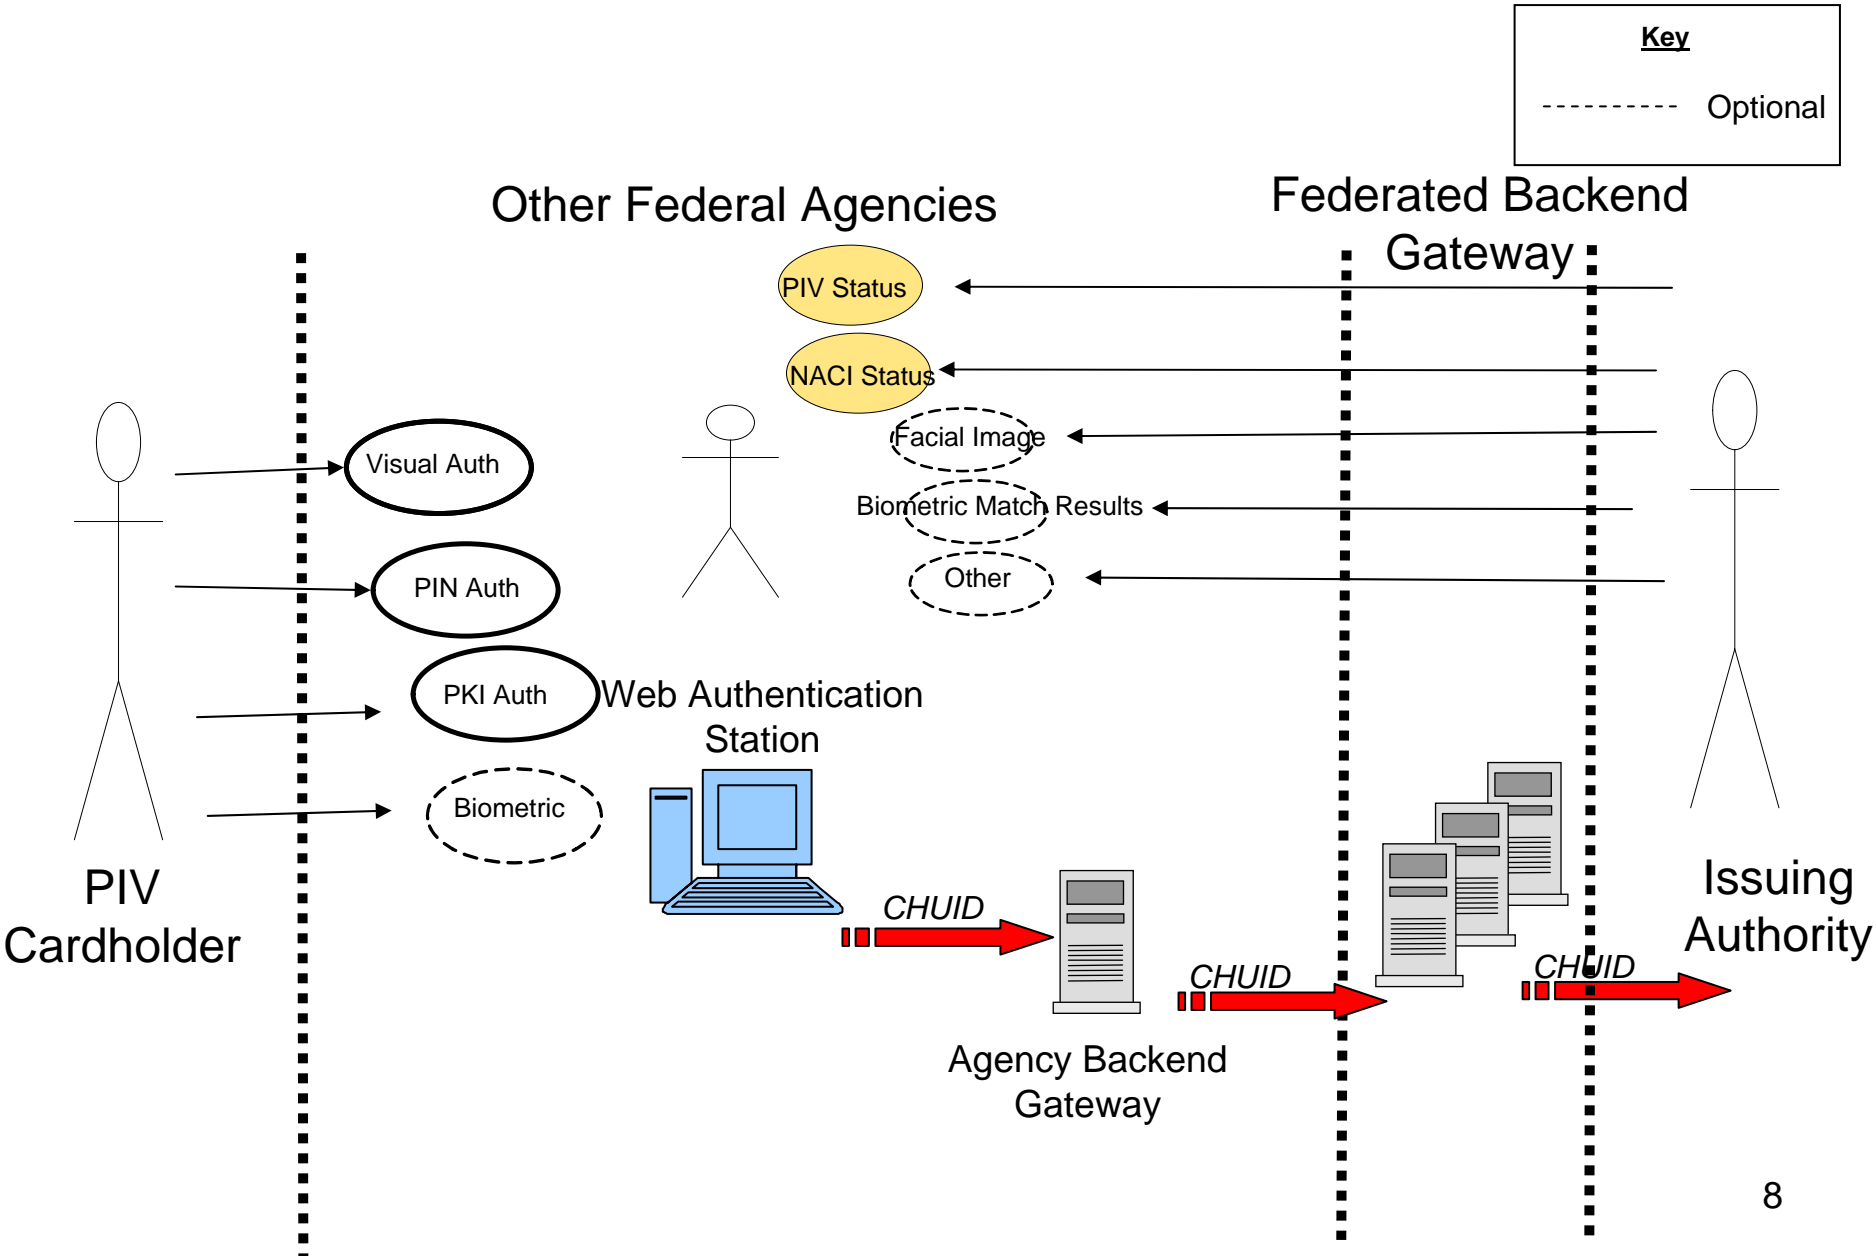 Key
Optional
Other Federal Agencies
Federated Backend
Gateway
PIV Status
NACI Status
Facial Image
Visual Auth
Biometric Match Results
PIN Auth
Other
PKI Auth
Web Authentication
Station
Biometric
PIV
Cardholder
Issuing
Authority
CHUID
CHUID
CHUID
Agency Backend
Gateway
8